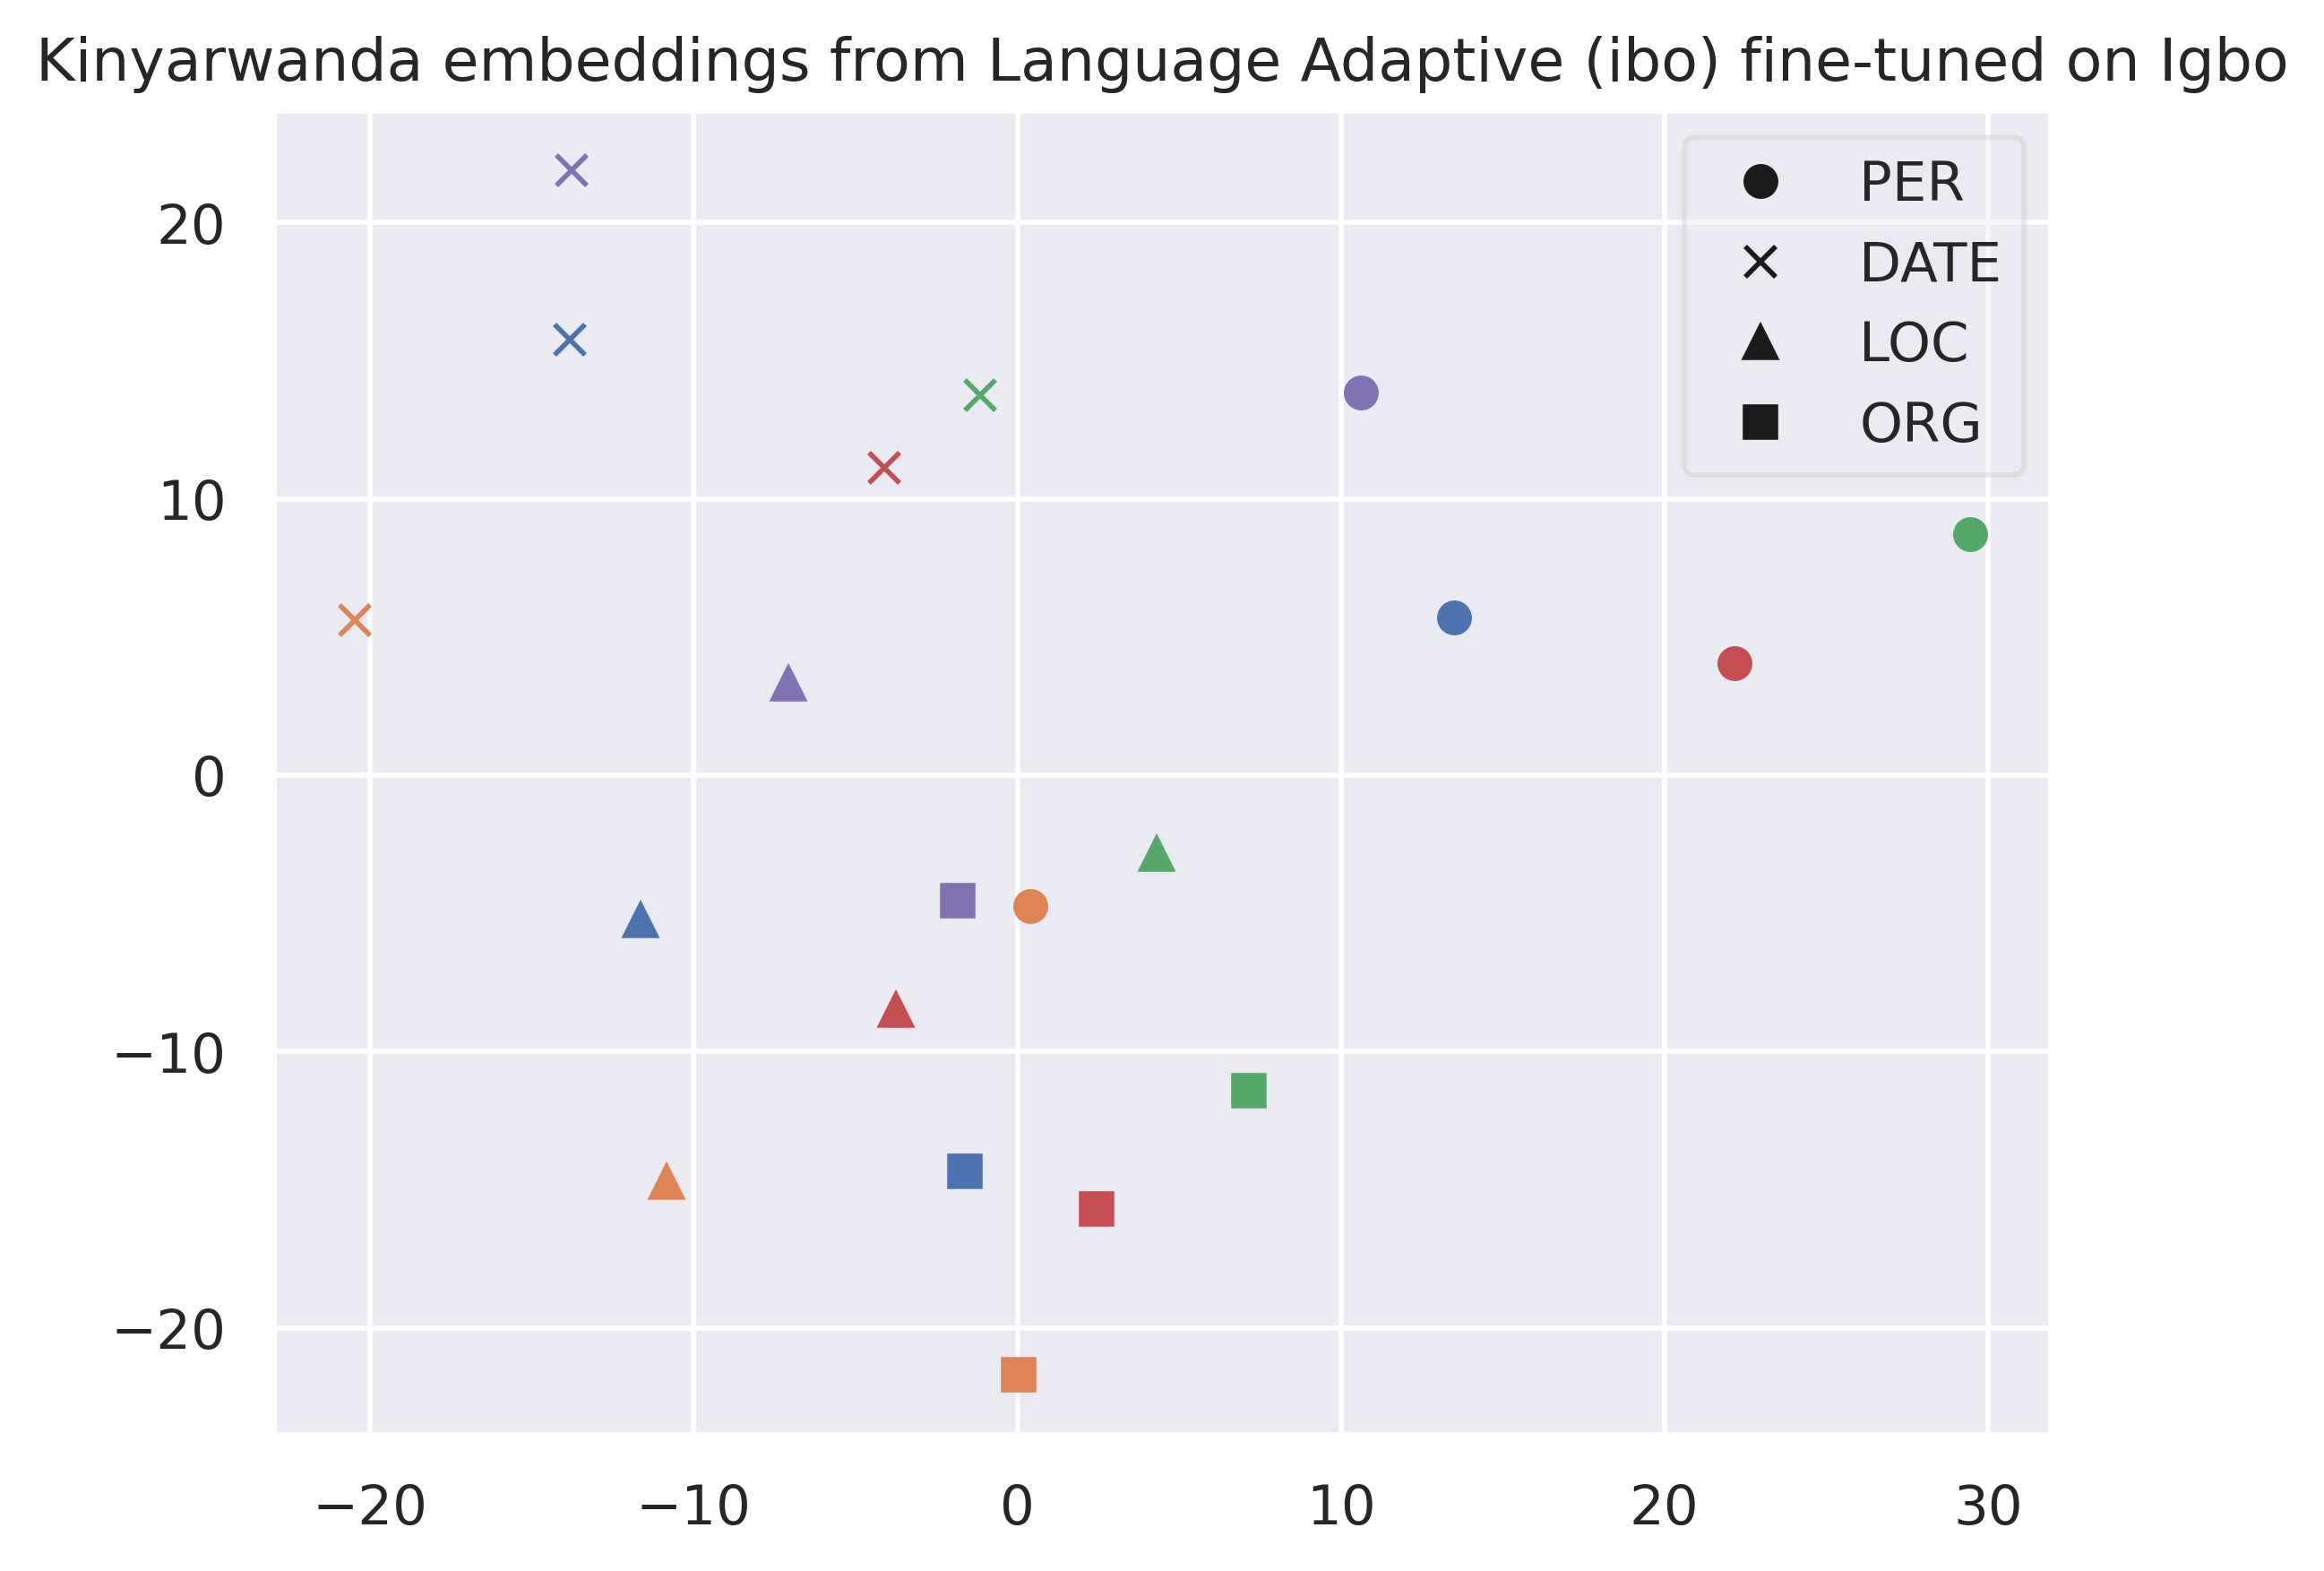 Kinyarwanda embeddings from Language Adaptive (ibo) fine-tuned on Igbo
PER
DATE
LOC
ORG
20
10
0
−10
−20
−20 −10 0 10 20 30